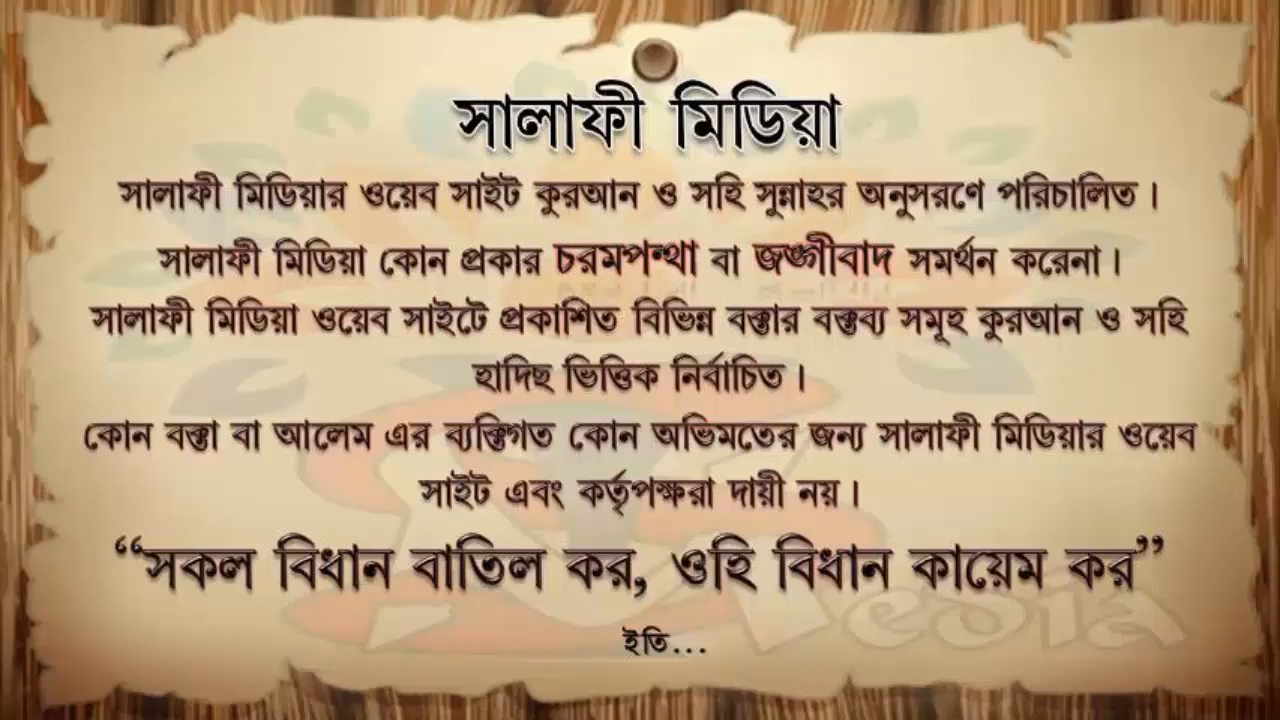 সালাফী মিডিয়া
সালাফী মিডিয়ার ওয়েব সাইট কুরআন ও সহি সুন্নাহর অনুসরণে পরিচালিত।
সালাফী মিডিয়া কোন প্রকার চরমপন্থা বা জঙ্গীবাদ সমর্থন করেনা।
সালাফী মিডিয়া ওয়েব সাইটে প্রকাশিত বিভিন্ন বক্তার বক্তব্য সমূহ কুরআন ও সহি
হাদিছ ভিত্তিক নির্বাচিত।
কোন বক্তা বা আলেম এর ব্যক্তিগত কোন অভিমতের জন্য সালাফী মিডিয়ার ওয়েব
সাইট এবং কর্তৃপক্ষরা দায়ী নয়।
“সকল বিধান বাতিল কর, ওহি বিধান কায়েম কর”
ইতি...
Media